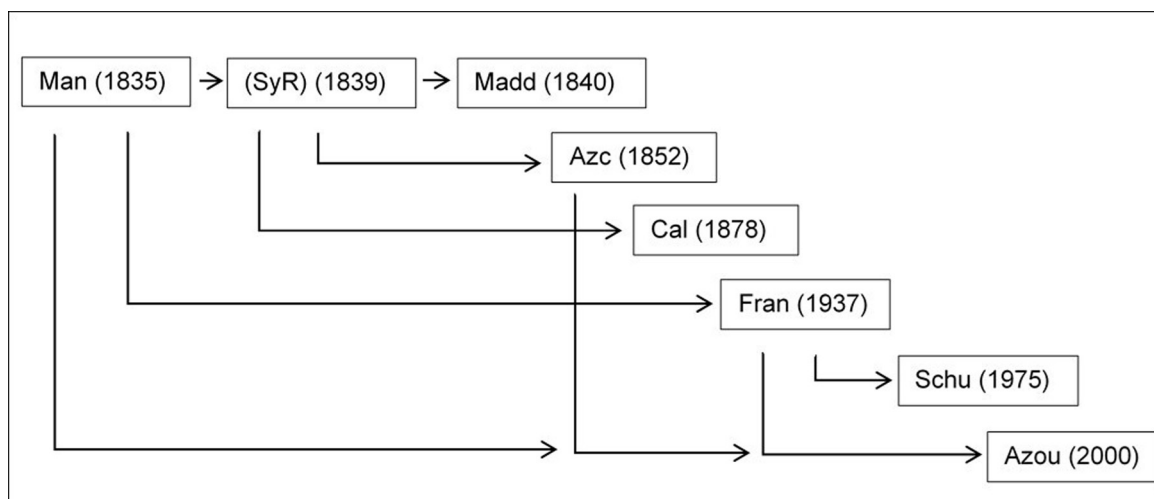 Man (1835)
(SyR) (1839)
Madd (1840)
Azc (1852)
Cal (1878)
Fran (1937)
Schu (1975)
Azou (2000)